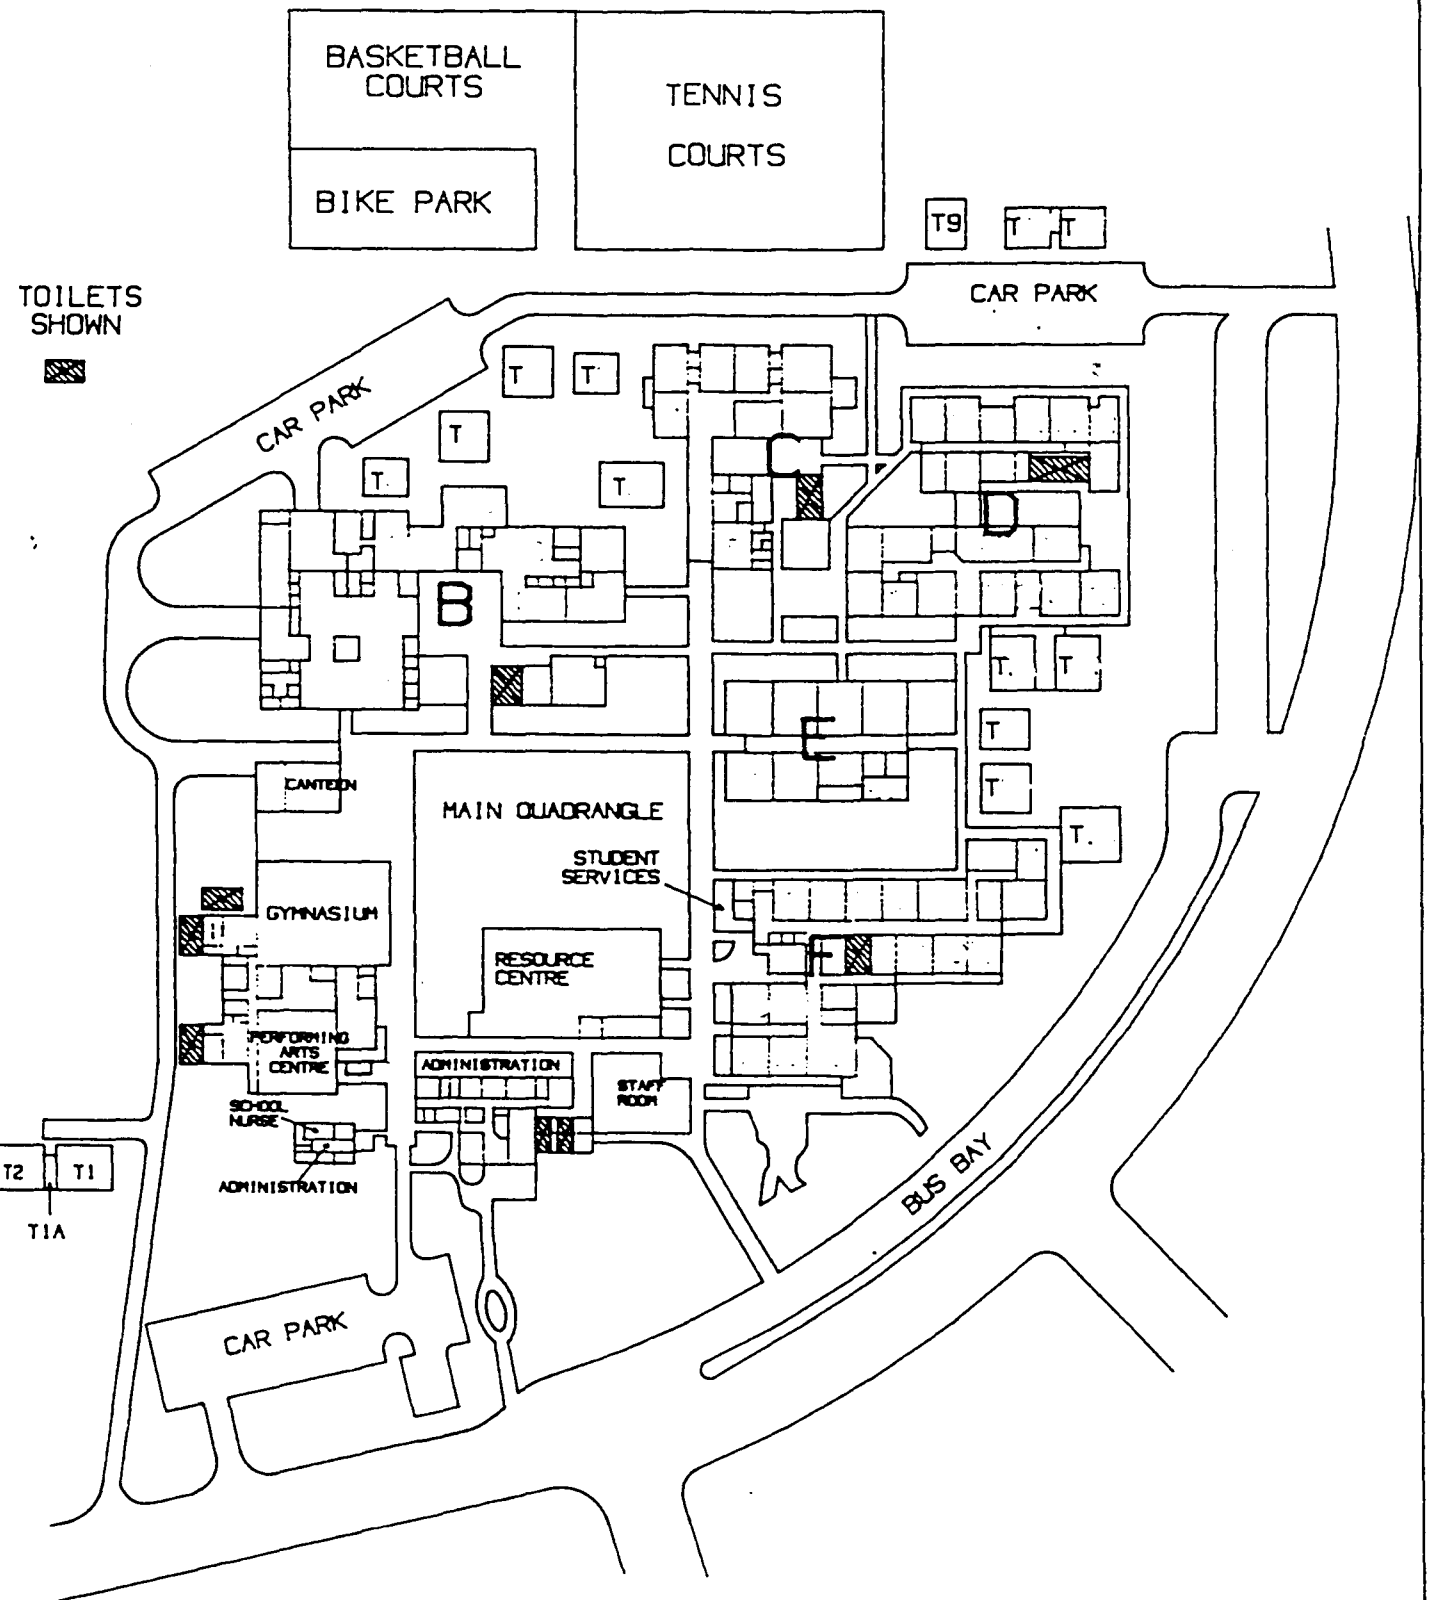 BASKETBALL
COURTS
TENNIS
COURTS
BIKE PARK
T9
T
T
CAR PARK
TOILETS
SHOWN
CAR PARK
T
T
T
T
T
C
D
B
T
T
E
T
T
T
CANTEEN
MAIN QUADRANGLE
STUDENT
SERVICES
GYMNASIUM
F
RESOURCE
CENTRE
PERFORMING
ARTS
CENTRE
ADMINISTRATION
STAFF
ROOM
SCHOOL
NURSE
ADMINISTRATION
T2
T1
T1A
BUS BAY
CAR PARK